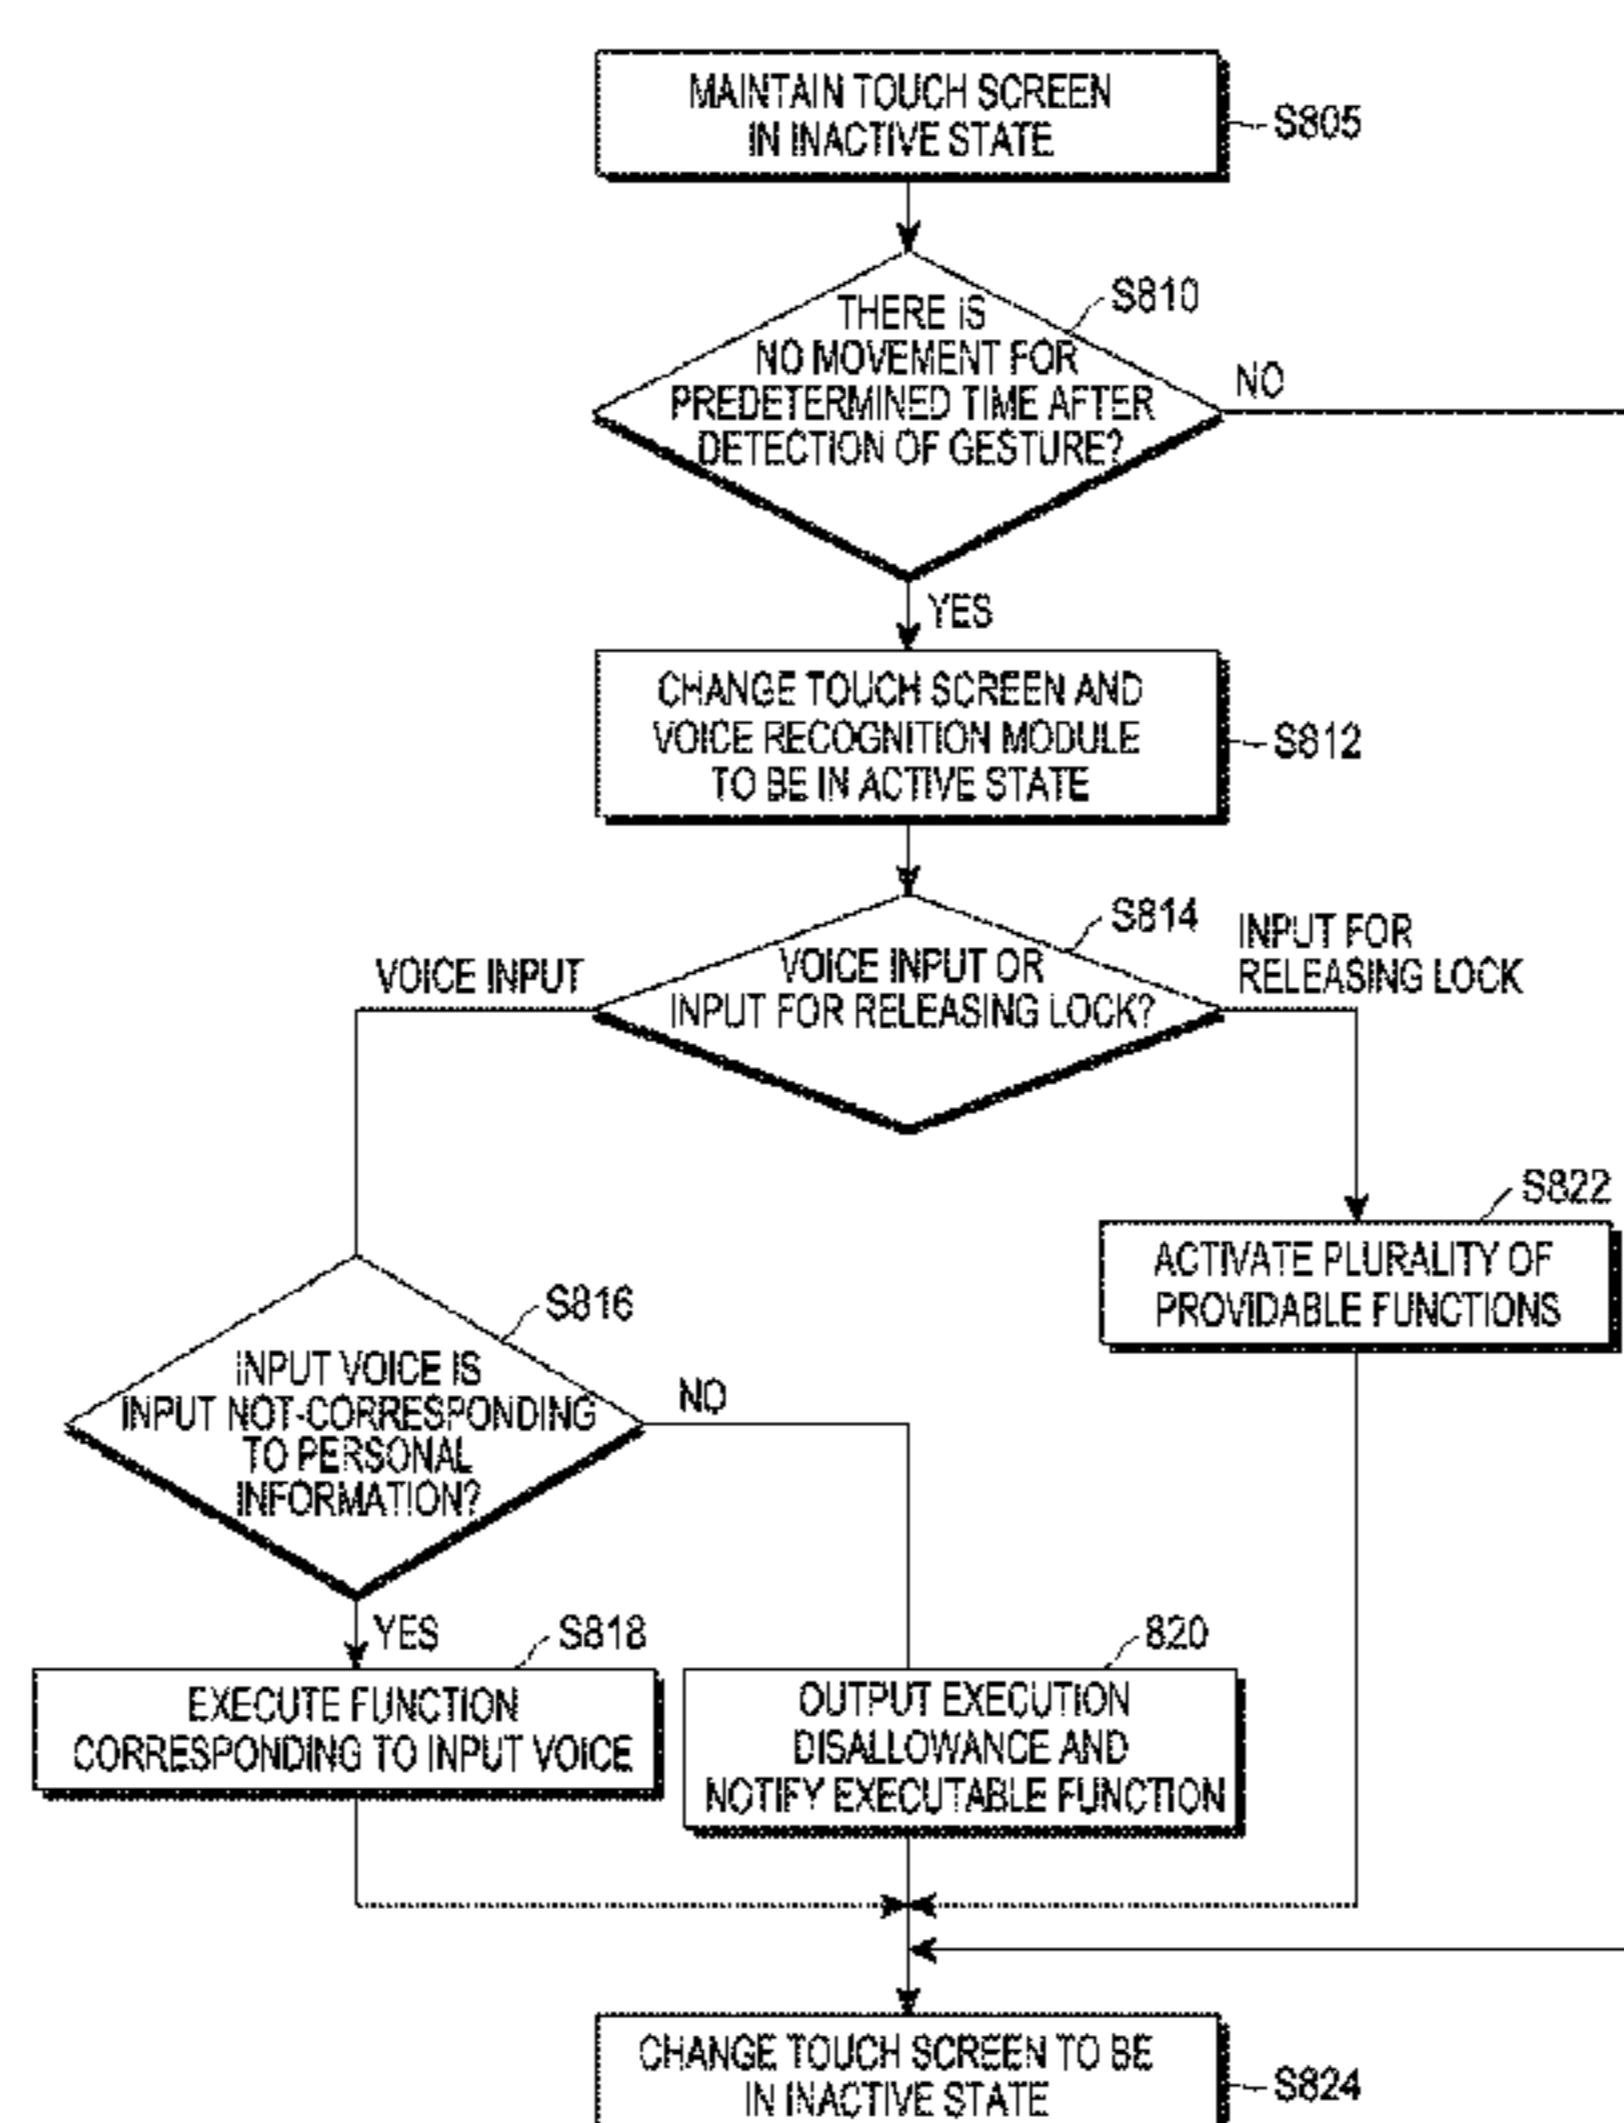 MAINTAIN TOUCH SCREEN
IN INACTIVE STATE
S805
S810
THERE IS
NO MOVEMENT FOR
PREDETERMINED TIME AFTER
DETECTION OF GESTURE?
NO
YES
CHANGE TOUCH SCREEN AND
VOICE RECOGNITION MODULE
TO BE IN ACTIVE STATE
S812
S814
VOICE INPUT
VOICE INPUT OR
INPUT FOR RELEASING LOCK?
INPUT FOR
RELEASING LOCK
S822
ACTIVATE PLURALITY OF
PROVIDABLE FUNCTIONS
S816
INPUT VOICE IS
INPUT NOT-CORRESPONDING
TO PERSONAL
INFORMATION?
NO
YES
S818
EXECUTE FUNCTION
CORRESPONDING TO INPUT VOICE
820
OUTPUT EXECUTION
DISALLOWANCE AND
NOTIFY EXECUTABLE FUNCTION
CHANGE TOUCH SCREEN TO BE
IN INACTIVE STATE
S824